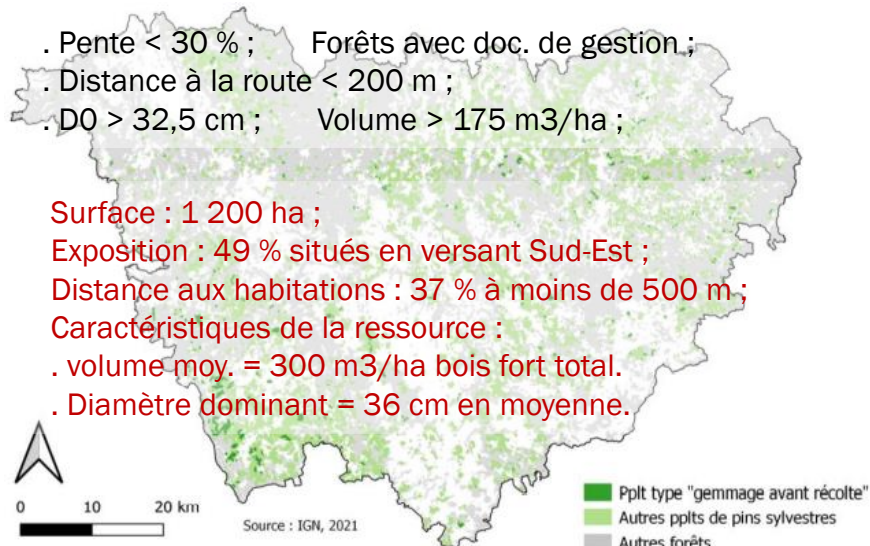 . Pente < 30 % ; Forêts avec doc. de gestion ;
. Distance à la route < 200 m ;
. D0 > 32,5 cm ; Volume > 175 m3/ha ;
Surface : 1 200 ha ;
Exposition : 49 % situés en versant Sud-Est ;
Distance aux habitations : 37 % à moins de 500 m ;
Caractéristiques de la ressource :
. volume moy. = 300 m3/ha bois fort total.
. Diamètre dominant = 36 cm en moyenne.
0 10 20 km
Source : IGN, 2021
Pplt type "gemmage avant récolte"
Autres pplts de pins sylvestres
Autres forêts